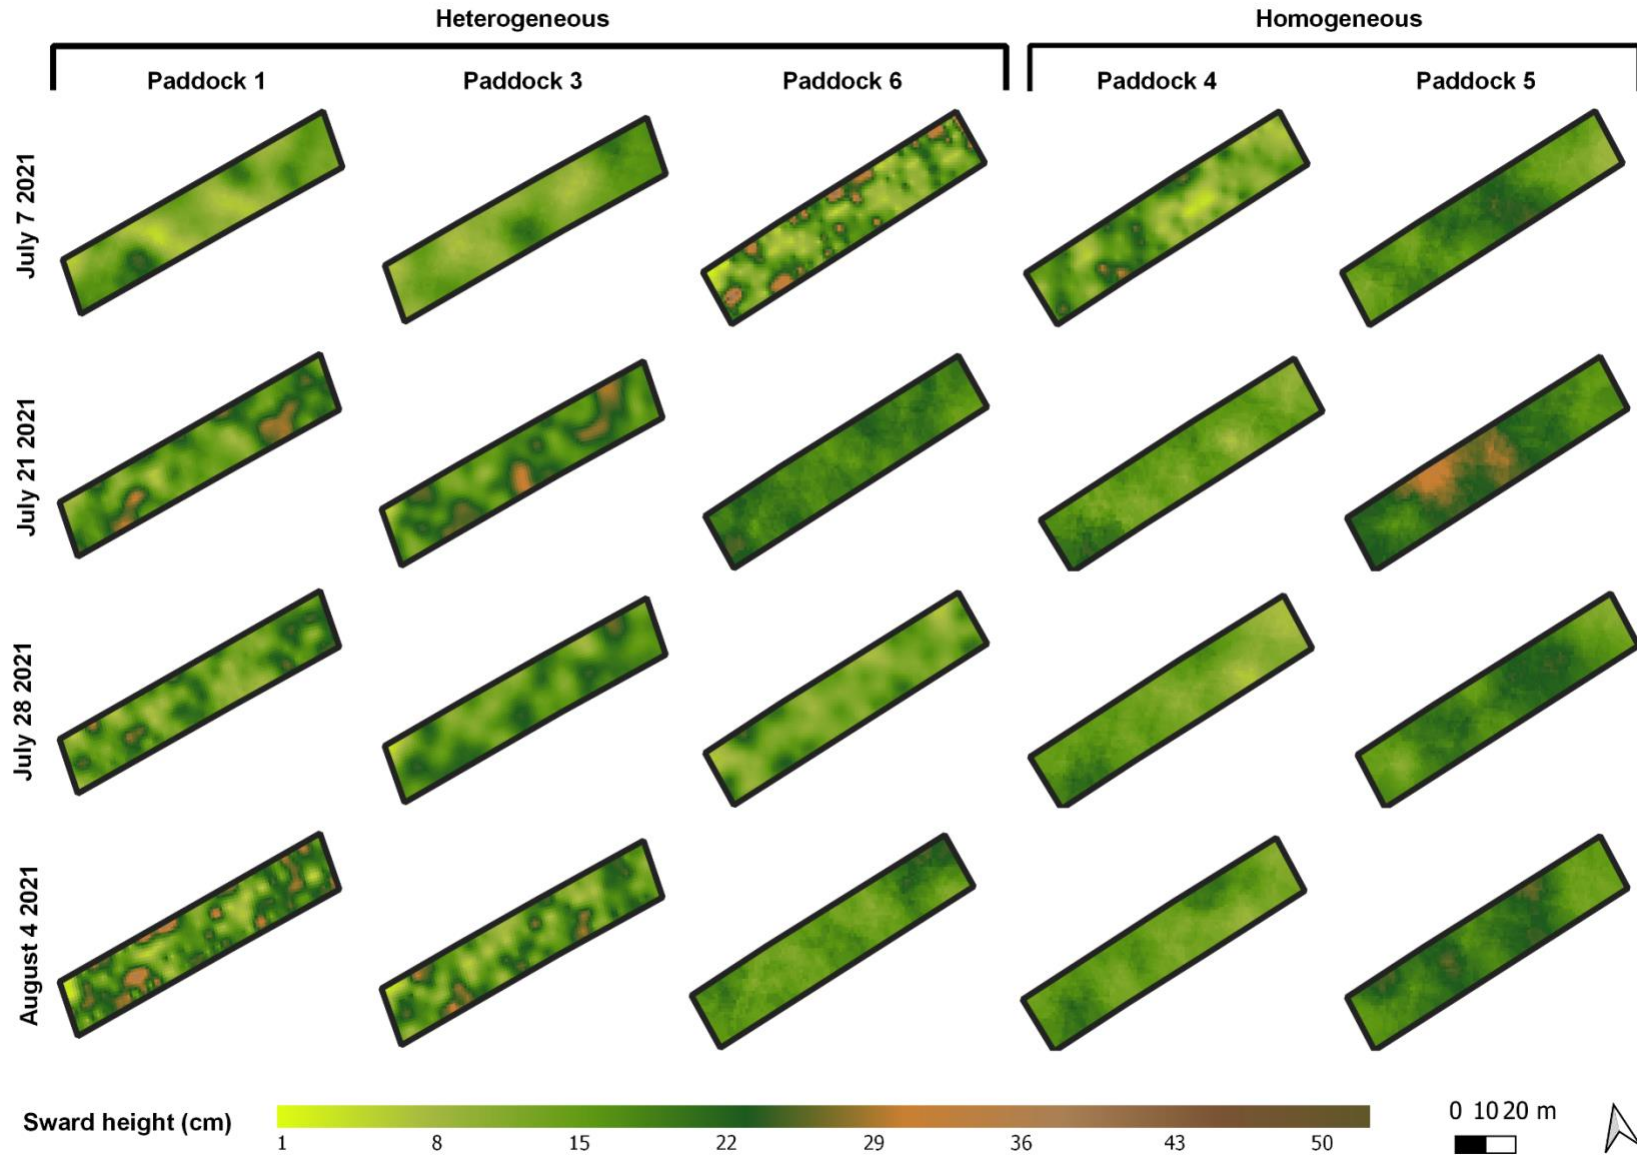 Heterogeneous Homogeneous
Paddock 1 Paddock 3 Paddock 6 Paddock 4 Paddock 5
July 7 2021
July 21 2021
July 28 2021
August 4 2021
Sward height (cm)
1 8 15 22 29 36 43 50
0 10 20 m